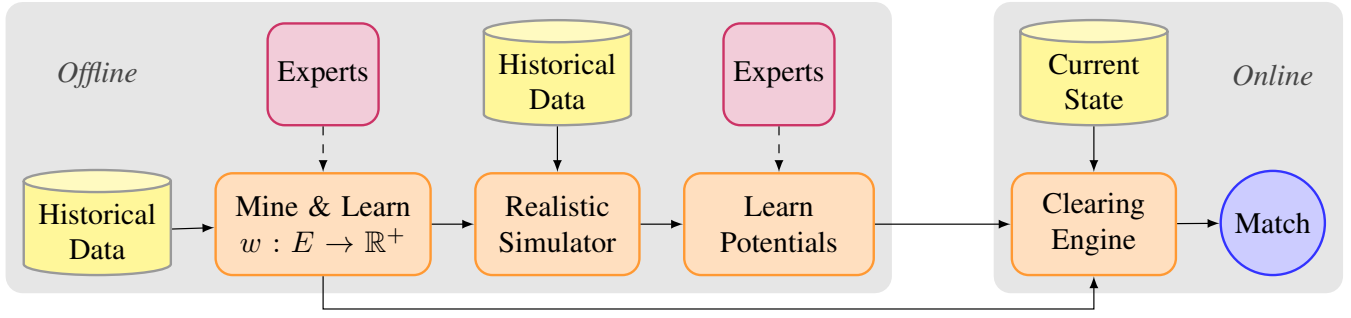 Offline
Experts
Historical
Data
Experts
Current
State
Online
Historical
Data
Mine & Learn
w : E → ℝ⁺
Realistic
Simulator
Learn
Potentials
Clearing
Engine
Match